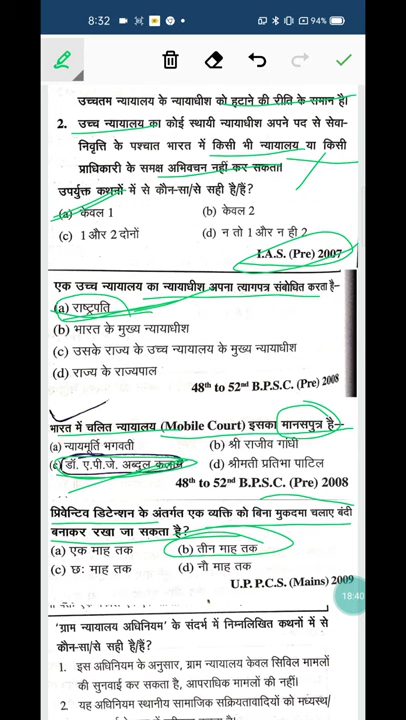 8:32
94%
उच्चतम न्यायालय के न्यायाधीश को हटाने की रीति के समान है।
2. उच्च न्यायालय का कोई स्थायी न्यायाधीश अपने पद से सेवा-
निवृत्ति के पश्चात भारत में किसी भी न्यायालय या किसी
प्राधिकारी के समक्ष अभिवचन नहीं कर सकता।
उपर्युक्त कथनों में से कौन-सा/से सही है/हैं?
(a) केवल 1 (b) केवल 2
(c) 1 और 2 दोनों (d) न तो 1 और न ही 2
I.A.S. (Pre) 2007
एक उच्च न्यायालय का न्यायाधीश अपना त्यागपत्र संबोधित करता है–
(a) राष्ट्रपति
(b) भारत के मुख्य न्यायाधीश
(c) उसके राज्य के उच्च न्यायालय के मुख्य न्यायाधीश
(d) राज्य के राज्यपाल
48th to 52nd B.P.S.C. (Pre) 2008
भारत में चलित न्यायालय (Mobile Court) इसका मानसपुत्र है–
(a) न्यायमूर्ति भगवती (b) श्री राजीव गांधी
(c) डॉ. ए.पी.जे. अब्दुल कलाम (d) श्रीमती प्रतिभा पाटिल
48th to 52nd B.P.S.C. (Pre) 2008
प्रिवेन्टिव डिटेन्शन के अंतर्गत एक व्यक्ति को बिना मुकदमा चलाए बंदी
बनाकर रखा जा सकता है?
(a) एक माह तक (b) तीन माह तक
(c) छः माह तक (d) नौ माह तक
U.P.P.C.S. (Mains) 2009
18:40
'ग्राम न्यायालय अधिनियम' के संदर्भ में निम्नलिखित कथनों में से
कौन-सा/से सही है/हैं?
1. इस अधिनियम के अनुसार, ग्राम न्यायालय केवल सिविल मामलों
की सुनवाई कर सकता है, आपराधिक मामलों की नहीं।
2. यह अधिनियम स्थानीय सामाजिक सक्रियतावादियों को मध्यस्थ/